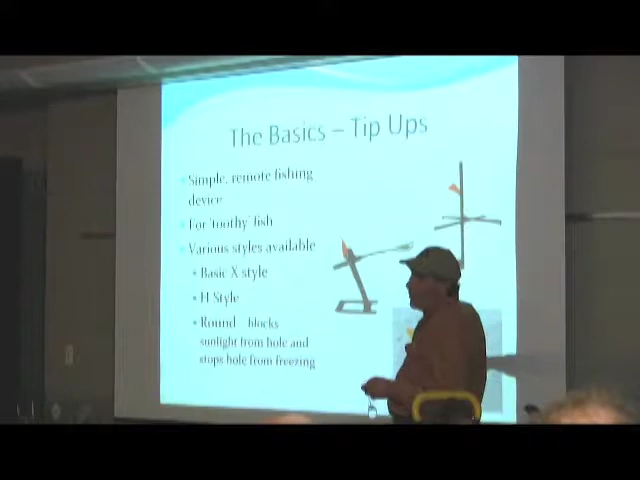 The Basics – Tip Ups
Simple, remote fishing
device
For 'toothy' fish
Various styles available
Basic X style
H Style
Round blocks
sunlight from hole and
stops hole from freezing